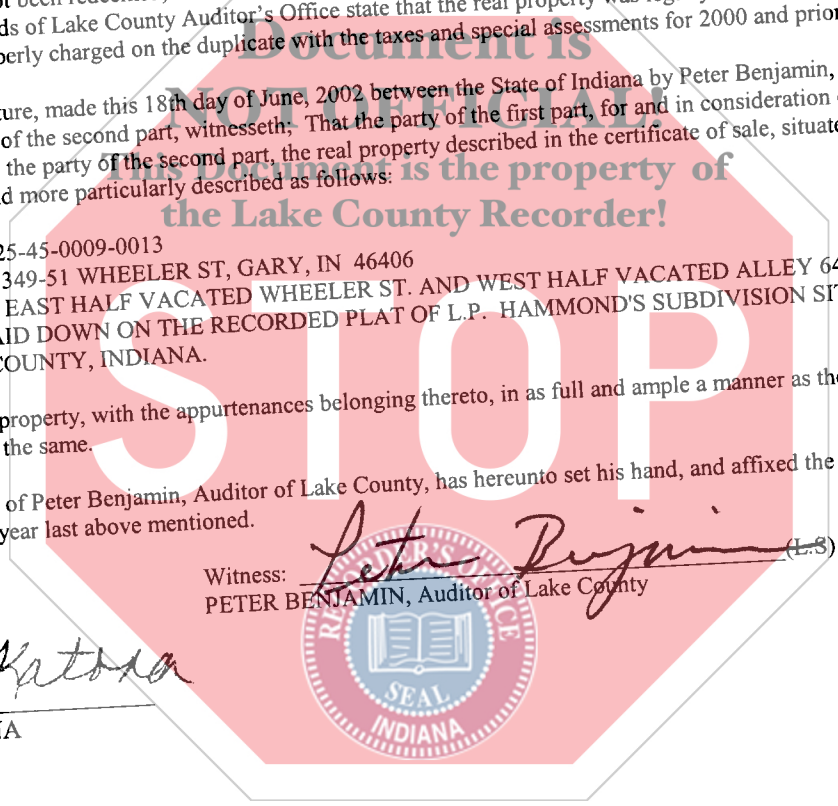 ds of Lake County Auditor's Office state that the real property was
perly charged on the duplicate with the taxes and special assessments for 2000 and prior
Document is
NOT OFFICIAL!
This Document is the property of
the Lake County Recorder!
ture, made this 18th day of June, 2002 between the State of Indiana by Peter Benjamin,
of the second part, witnesseth; That the party of the first part, for and in consideration
the party of the second part, the real property described in the certificate of sale, situate
d more particularly described as follows:
25-45-0009-0013
349-51 WHEELER ST, GARY, IN 46406
EAST HALF VACATED WHEELER ST. AND WEST HALF VACATED ALLEY 64
AID DOWN ON THE RECORDED PLAT OF L.P. HAMMOND'S SUBDIVISION SIT
COUNTY, INDIANA.
STOP
property, with the appurtenances belonging thereto, in as full and ample a manner as the
the same.
of Peter Benjamin, Auditor of Lake County, has hereunto set his hand, and affixed the
year last above mentioned.
Peter Benjamin
Witness: (L.S)
PETER BENJAMIN, Auditor of Lake County
RECORDER'S OFFICE
SEAL
INDIANA
Katona
IA